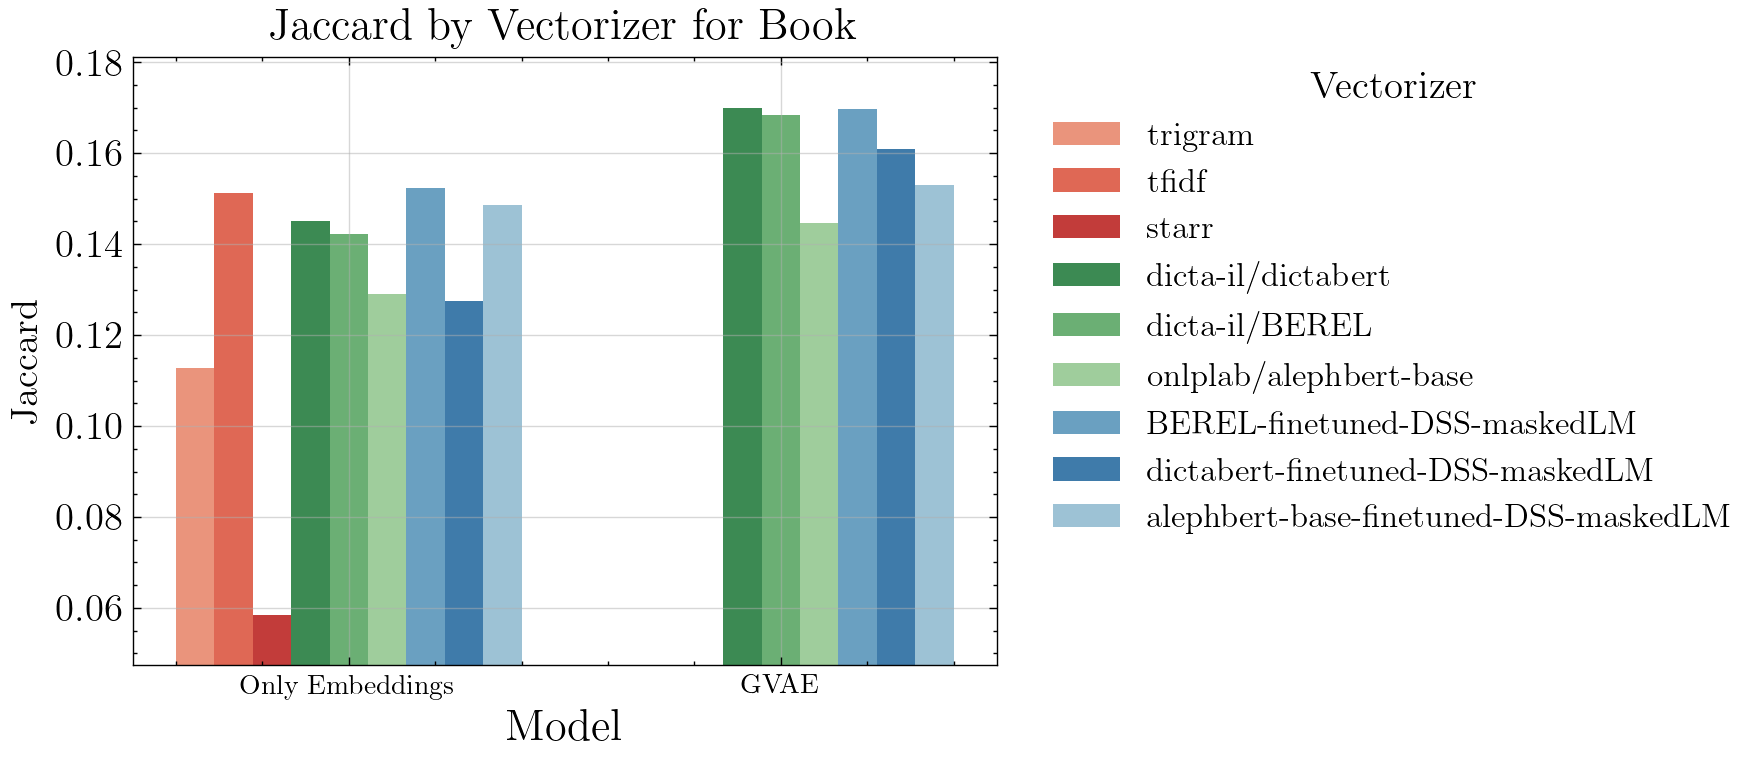 Jaccard by Vectorizer for Book
0.18
0.16
0.14
0.12
0.10
0.08
0.06
Jaccard
Only Embeddings
GVAE
Model
Vectorizer
trigram
tfidf
starr
dicta-il/dictabert
dicta-il/BEREL
onlplab/alephbert-base
BEREL-finetuned-DSS-maskedLM
dictabert-finetuned-DSS-maskedLM
alephbert-base-finetuned-DSS-maskedLM